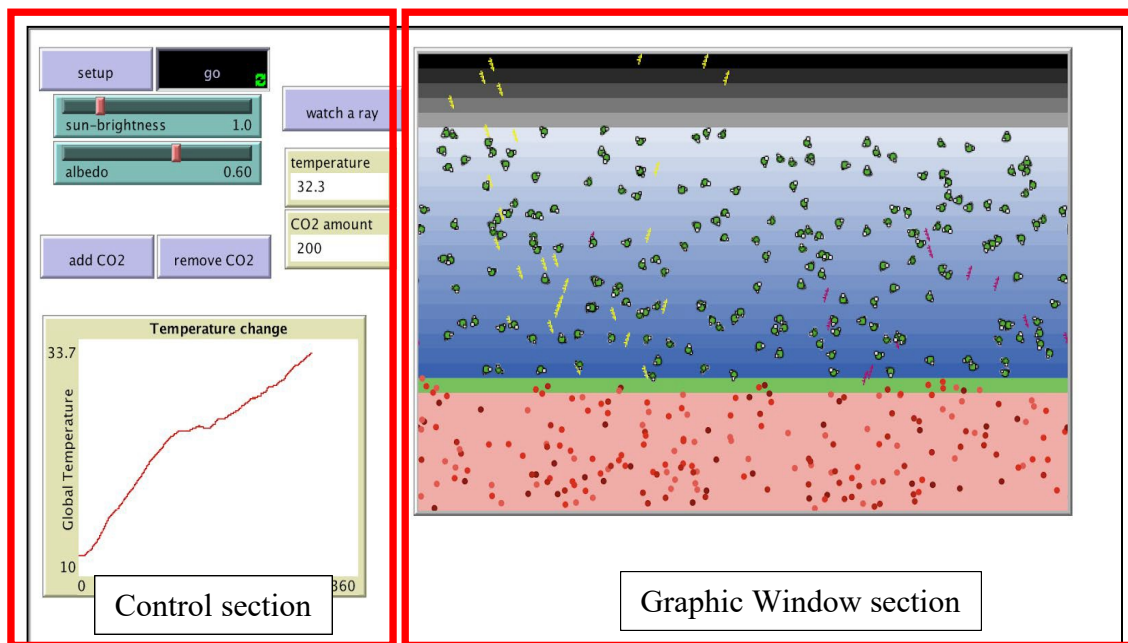 setup
go
sun-brightness 1.0
albedo 0.60
watch a ray
temperature
32.3
CO2 amount
200
add CO2
remove CO2
Temperature change
33.7
Global Temperature
10
0
360
Control section
Graphic Window section